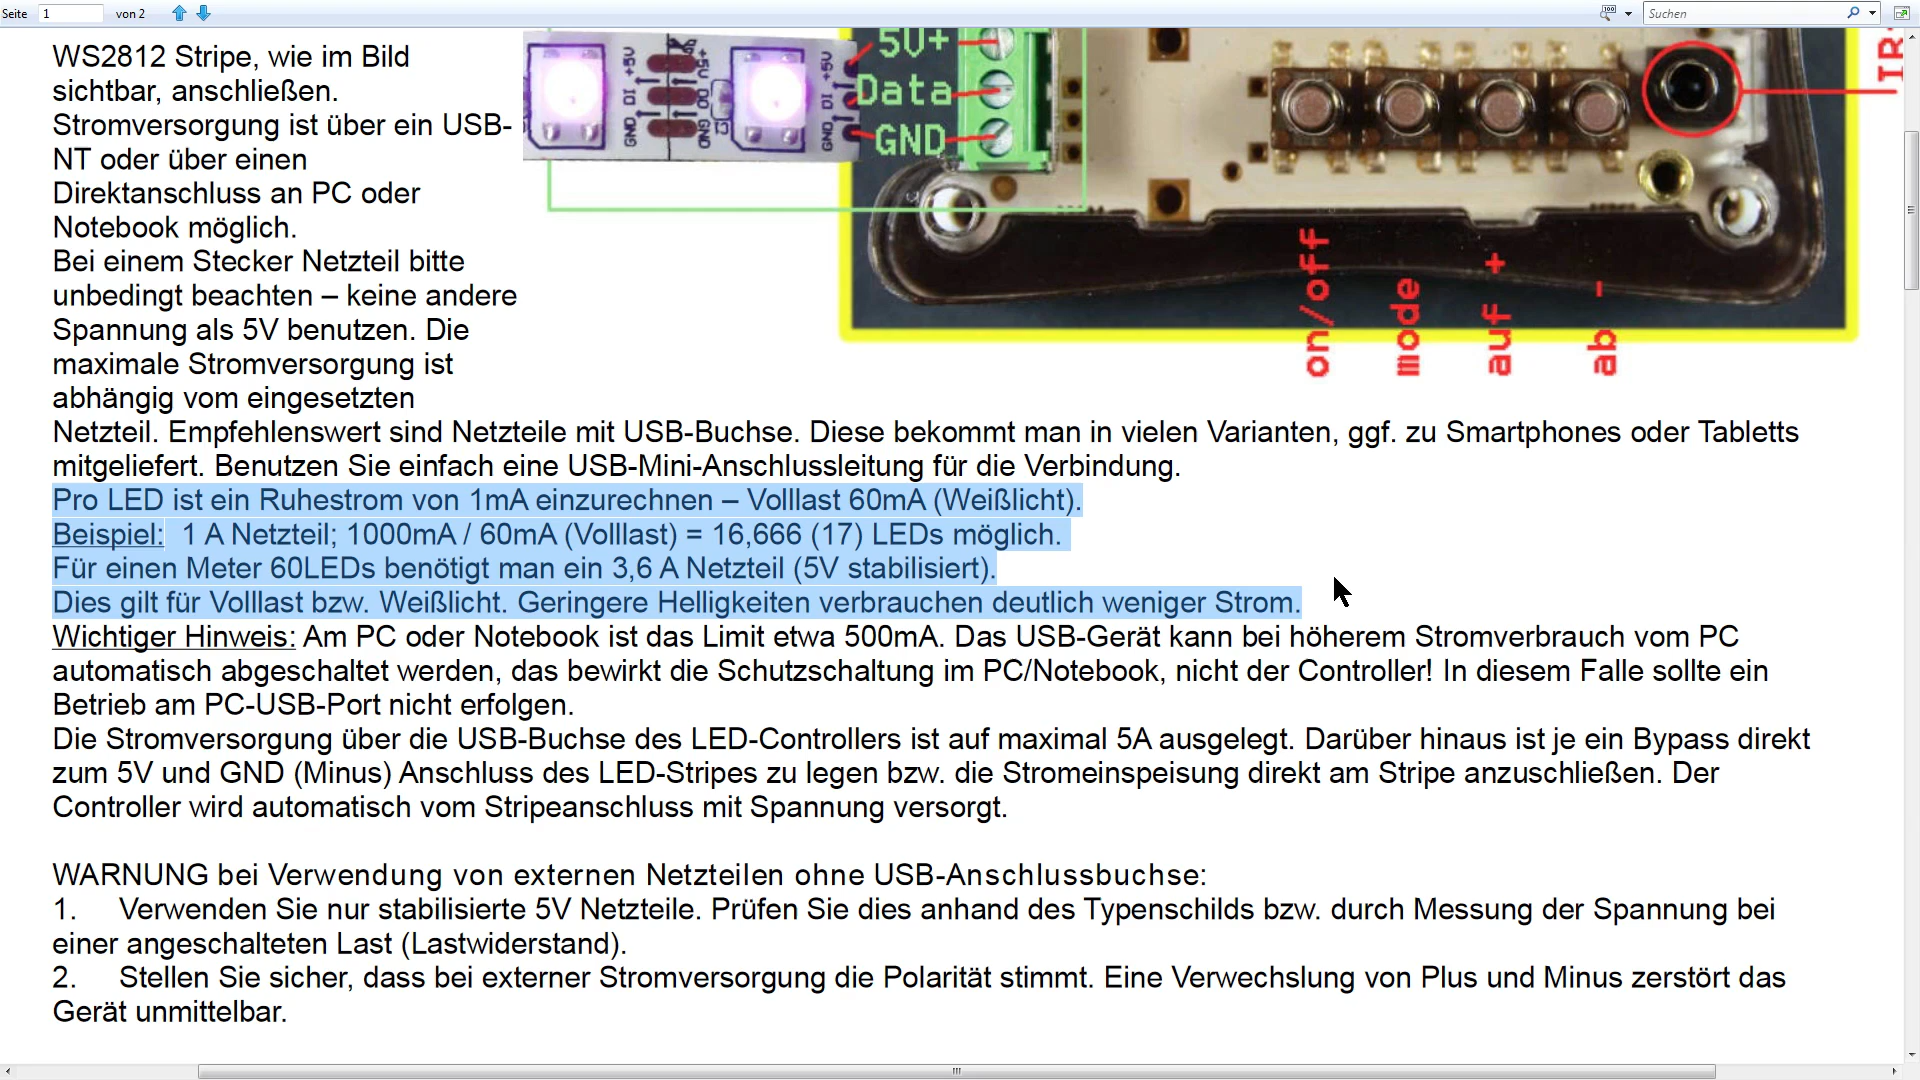 Seite 1 von 2
Suchen
WS2812 Stripe, wie im Bild
sichtbar, anschließen.
Stromversorgung ist über ein USB-
NT oder über einen
Direktanschluss an PC oder
Notebook möglich.
Bei einem Stecker Netzteil bitte
unbedingt beachten – keine andere
Spannung als 5V benutzen. Die
maximale Stromversorgung ist
abhängig vom eingesetzten
Netzteil. Empfehlenswert sind Netzteile mit USB-Buchse. Diese bekommt man in vielen Varianten, ggf. zu Smartphones oder Tabletts
mitgeliefert. Benutzen Sie einfach eine USB-Mini-Anschlussleitung für die Verbindung.
Pro LED ist ein Ruhestrom von 1mA einzurechnen – Volllast 60mA (Weißlicht).
Beispiel: 1 A Netzteil; 1000mA / 60mA (Volllast) = 16,666 (17) LEDs möglich.
Für einen Meter 60LEDs benötigt man ein 3,6 A Netzteil (5V stabilisiert).
Dies gilt für Volllast bzw. Weißlicht. Geringere Helligkeiten verbrauchen deutlich weniger Strom.
Wichtiger Hinweis: Am PC oder Notebook ist das Limit etwa 500mA. Das USB-Gerät kann bei höherem Stromverbrauch vom PC
automatisch abgeschaltet werden, das bewirkt die Schutzschaltung im PC/Notebook, nicht der Controller! In diesem Falle sollte ein
Betrieb am PC-USB-Port nicht erfolgen.
Die Stromversorgung über die USB-Buchse des LED-Controllers ist auf maximal 5A ausgelegt. Darüber hinaus ist je ein Bypass direkt
zum 5V und GND (Minus) Anschluss des LED-Stripes zu legen bzw. die Stromeinspeisung direkt am Stripe anzuschließen. Der
Controller wird automatisch vom Stripeanschluss mit Spannung versorgt.
WARNUNG bei Verwendung von externen Netzteilen ohne USB-Anschlussbuchse:
1. Verwenden Sie nur stabilisierte 5V Netzteile. Prüfen Sie dies anhand des Typenschilds bzw. durch Messung der Spannung bei
einer angeschalteten Last (Lastwiderstand).
2. Stellen Sie sicher, dass bei externer Stromversorgung die Polarität stimmt. Eine Verwechslung von Plus und Minus zerstört das
Gerät unmittelbar.
+5V
DI
GND
+5V
DO
GND
+5V
DI
GND
5V+
Data
GND
on/off
mode
auf +
ab -